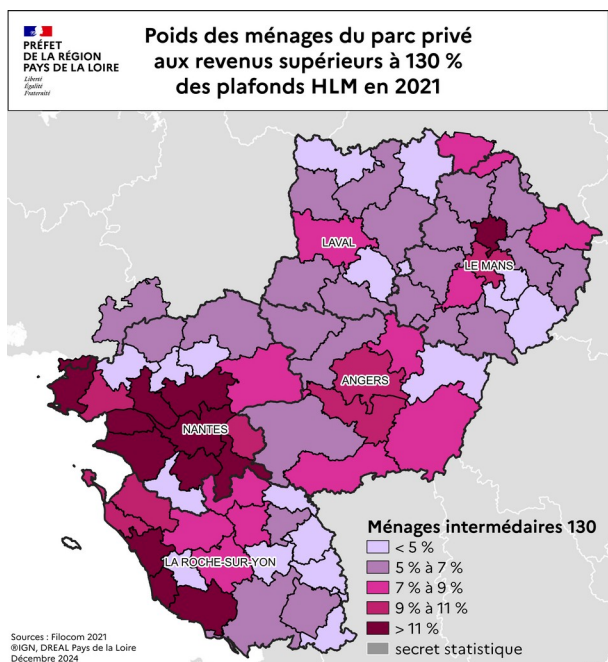 PRÉFET
DE LA RÉGION
PAYS DE LA LOIRE
Liberté
Égalité
Fraternité
Poids des ménages du parc privé
aux revenus supérieurs à 130 %
des plafonds HLM en 2021
LAVAL
LE MANS
ANGERS
NANTES
LA ROCHE-SUR-YON
Ménages intermédaires 130
< 5 %
5 % à 7 %
7 % à 9 %
9 % à 11 %
> 11 %
secret statistique
Sources : Filocom 2021
®IGN, DREAL Pays de la Loire
Décembre 2024